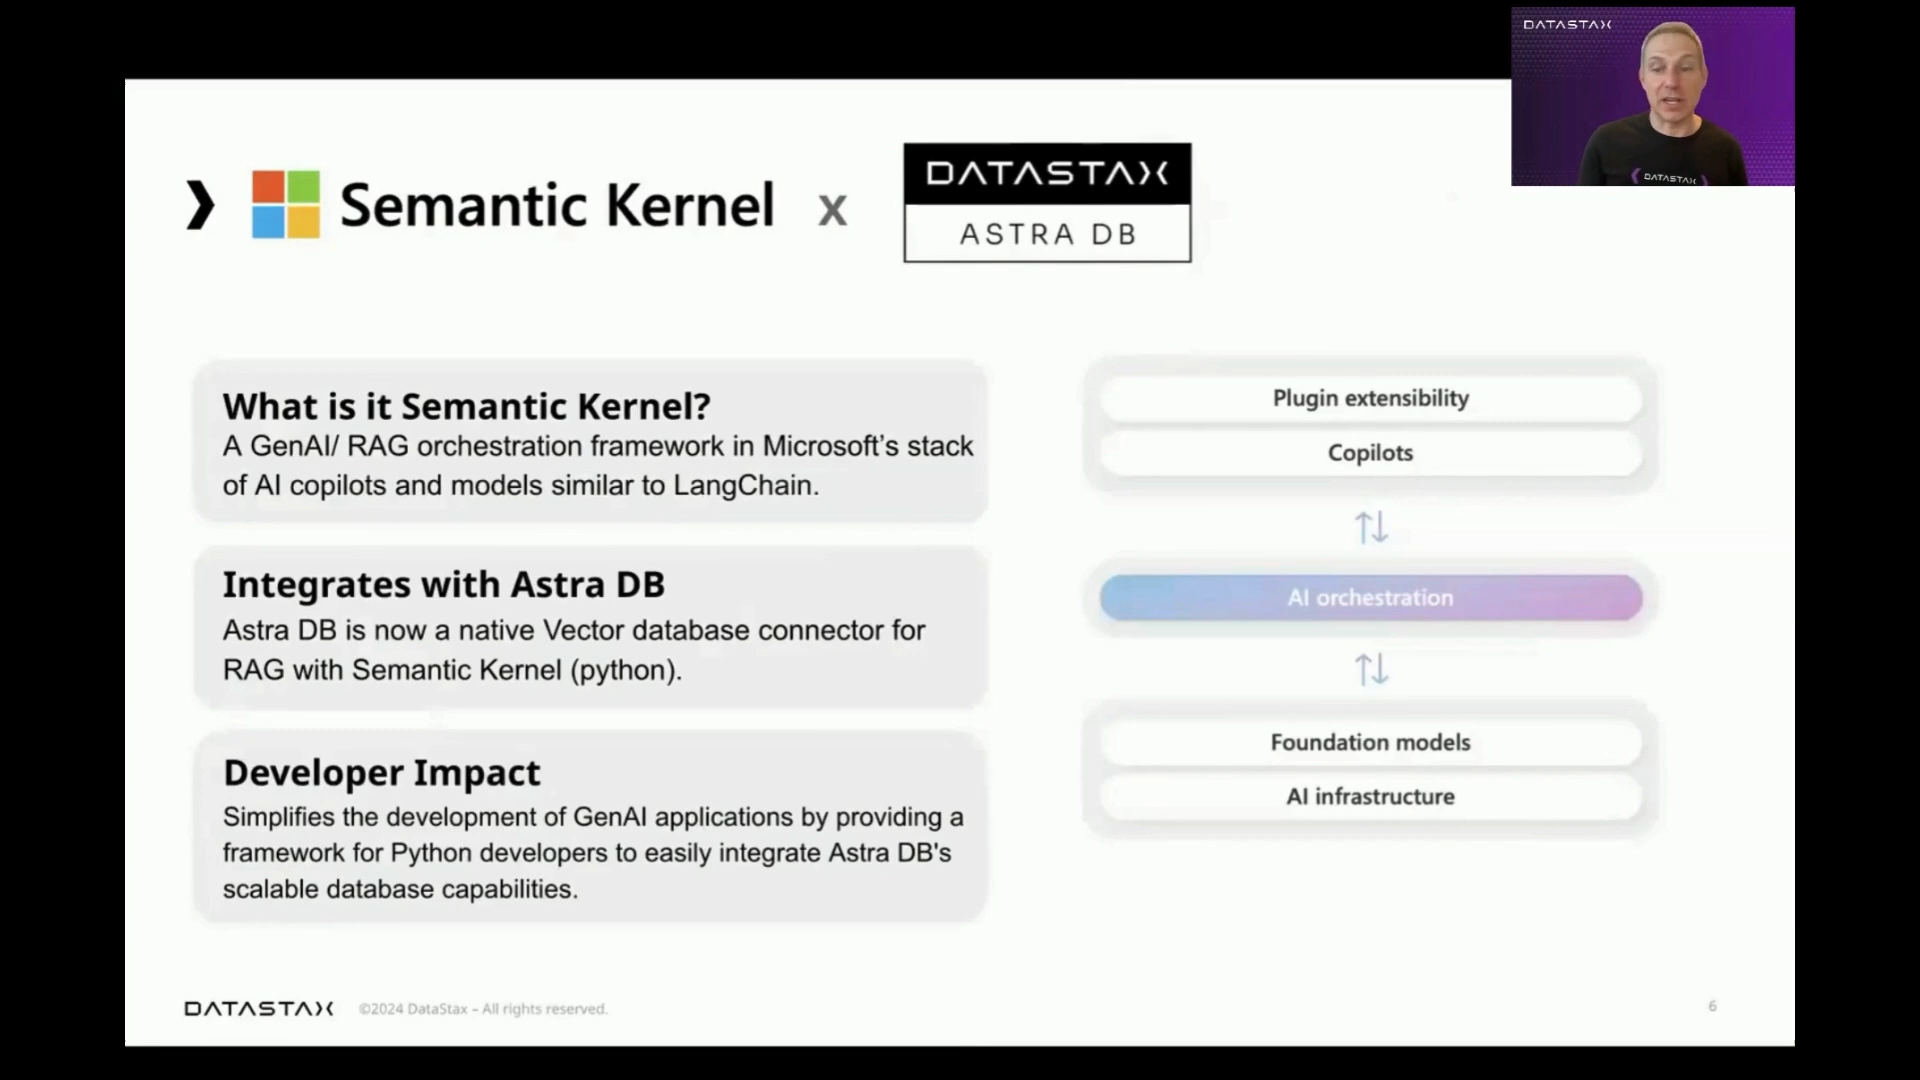 DATASTAX
DATASTAX
Semantic Kernel x
DATASTAX
ASTRA DB
What is it Semantic Kernel?
A GenAI/ RAG orchestration framework in Microsoft’s stack
of AI copilots and models similar to LangChain.
Integrates with Astra DB
Astra DB is now a native Vector database connector for
RAG with Semantic Kernel (python).
Developer Impact
Simplifies the development of GenAI applications by providing a
framework for Python developers to easily integrate Astra DB's
scalable database capabilities.
Plugin extensibility
Copilots
AI orchestration
Foundation models
AI infrastructure
DATASTAX ©2024 DataStax – All rights reserved.
6